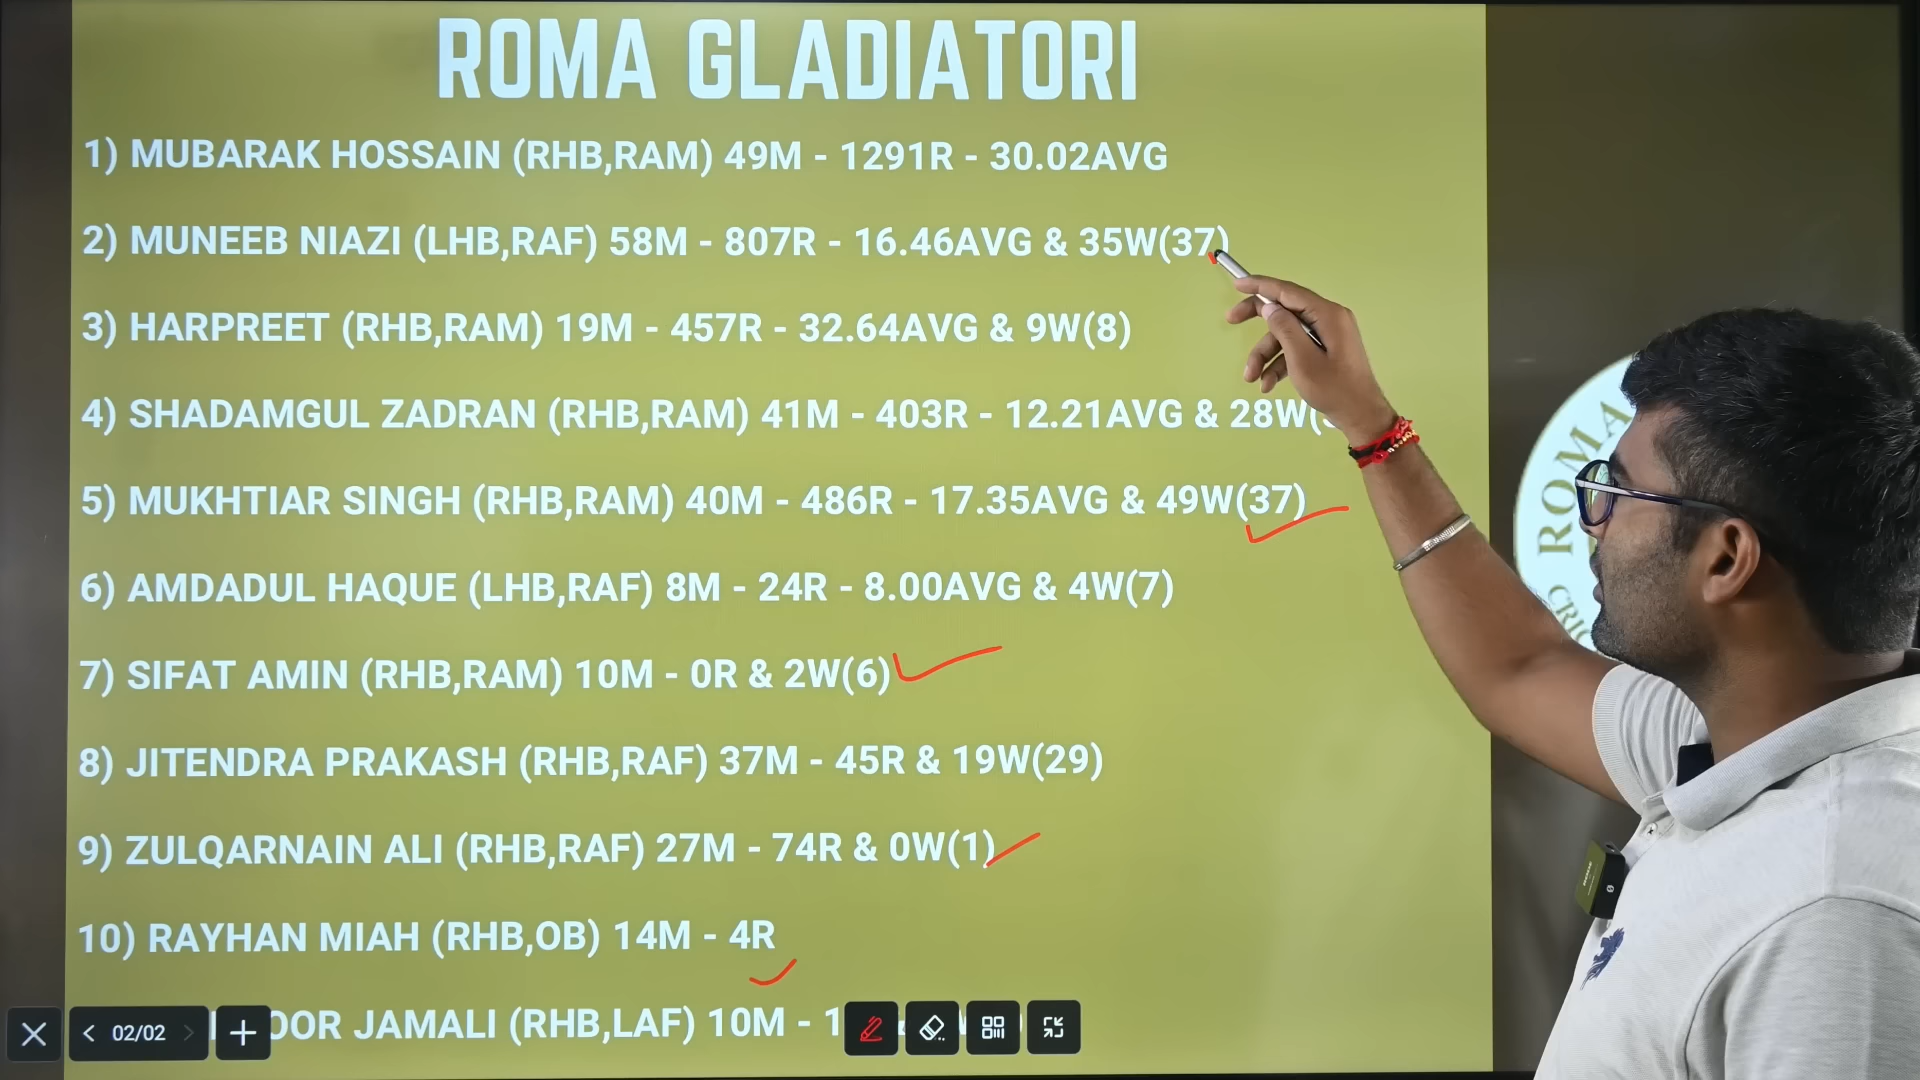 ROMA GLADIATORI
1) MUBARAK HOSSAIN (RHB,RAM) 49M - 1291R - 30.02AVG
2) MUNEEB NIAZI (LHB,RAF) 58M - 807R - 16.46AVG & 35W(37)
3) HARPREET (RHB,RAM) 19M - 457R - 32.64AVG & 9W(8)
4) SHADAMGUL ZADRAN (RHB,RAM) 41M - 403R - 12.21AVG & 28W(
5) MUKHTIAR SINGH (RHB,RAM) 40M - 486R - 17.35AVG & 49W(37)
6) AMDADUL HAQUE (LHB,RAF) 8M - 24R - 8.00AVG & 4W(7)
7) SIFAT AMIN (RHB,RAM) 10M - 0R & 2W(6)
8) JITENDRA PRAKASH (RHB,RAF) 37M - 45R & 19W(29)
9) ZULQARNAIN ALI (RHB,RAF) 27M - 74R & 0W(1)
10) RAYHAN MIAH (RHB,OB) 14M - 4R
JAMALI (RHB,LAF) 10M -
02/02
ROMA